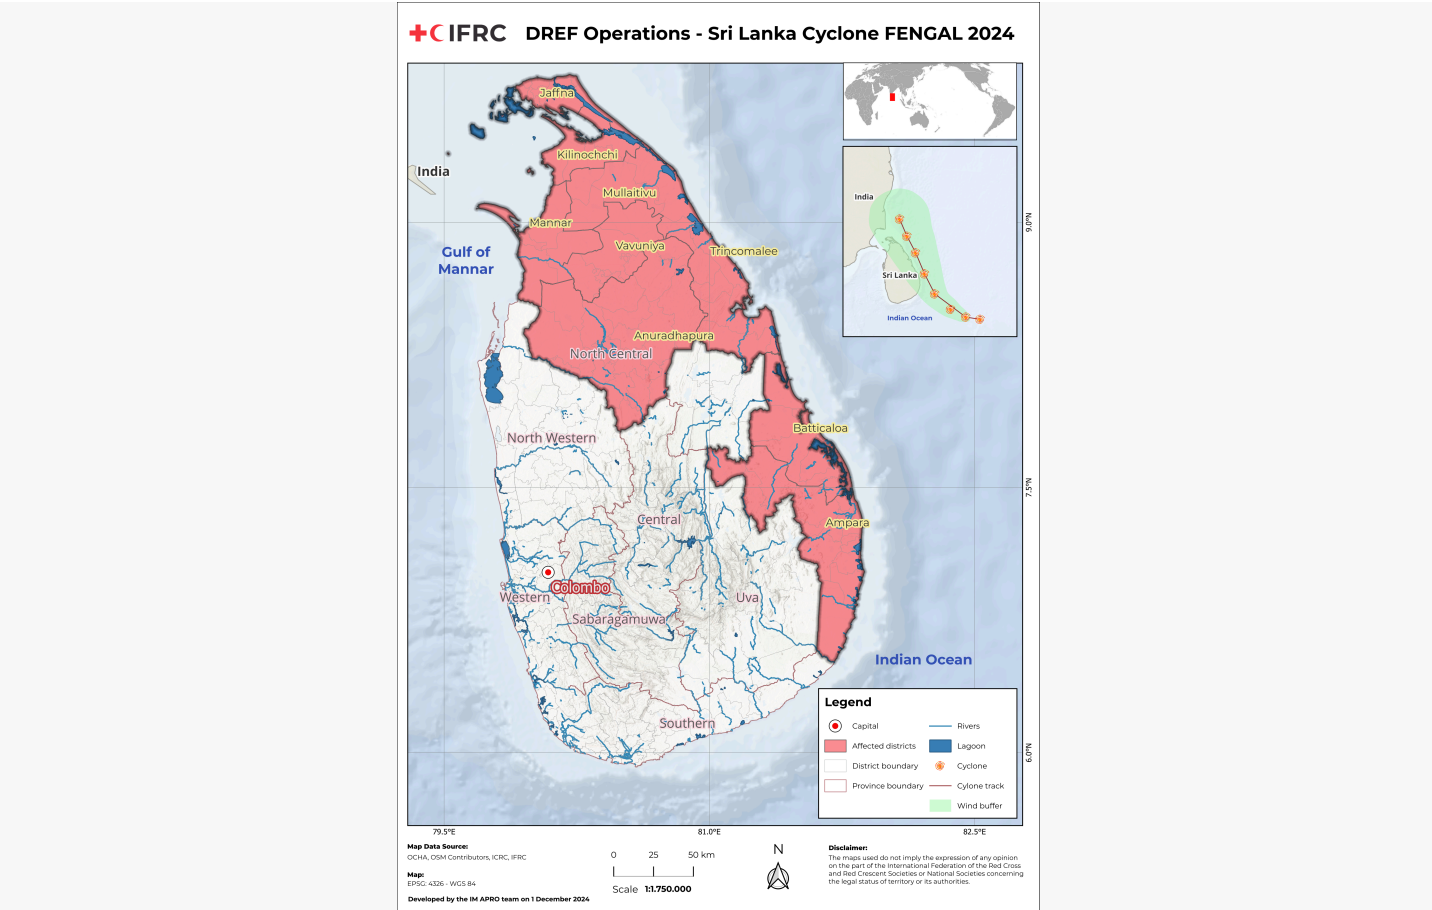 IFRC
DREF Operations - Sri Lanka Cyclone FENGAL 2024
Jaffna
Kilinochchi
India
Mullaitivu
Mannar
Vavuniya
Trincomalee
Gulf of
Mannar
Anuradhapura
North Central
Batticaloa
North Western
Central
Ampara
Colombo
Western
Uva
Sabaragamuwa
Indian Ocean
Southern
India
Sri Lanka
Indian Ocean
9.0°N
7.5°N
6.0°N
79.5°E
81.0°E
82.5°E
Legend
Capital
Affected districts
District boundary
Province boundary
Rivers
Lagoon
Cyclone
Cylone track
Wind buffer
Map Data Source:
OCHA, OSM Contributors, ICRC, IFRC
Map:
EPSG: 4326 - WGS 84
Developed by the IM APRO team on 1 December 2024
0 25 50 km
Scale 1:1.750.000
N
Disclaimer:
The maps used do not imply the expression of any opinion
on the part of the International Federation of the Red Cross
and Red Crescent Societies or National Societies concerning
the legal status of territory or its authorities.